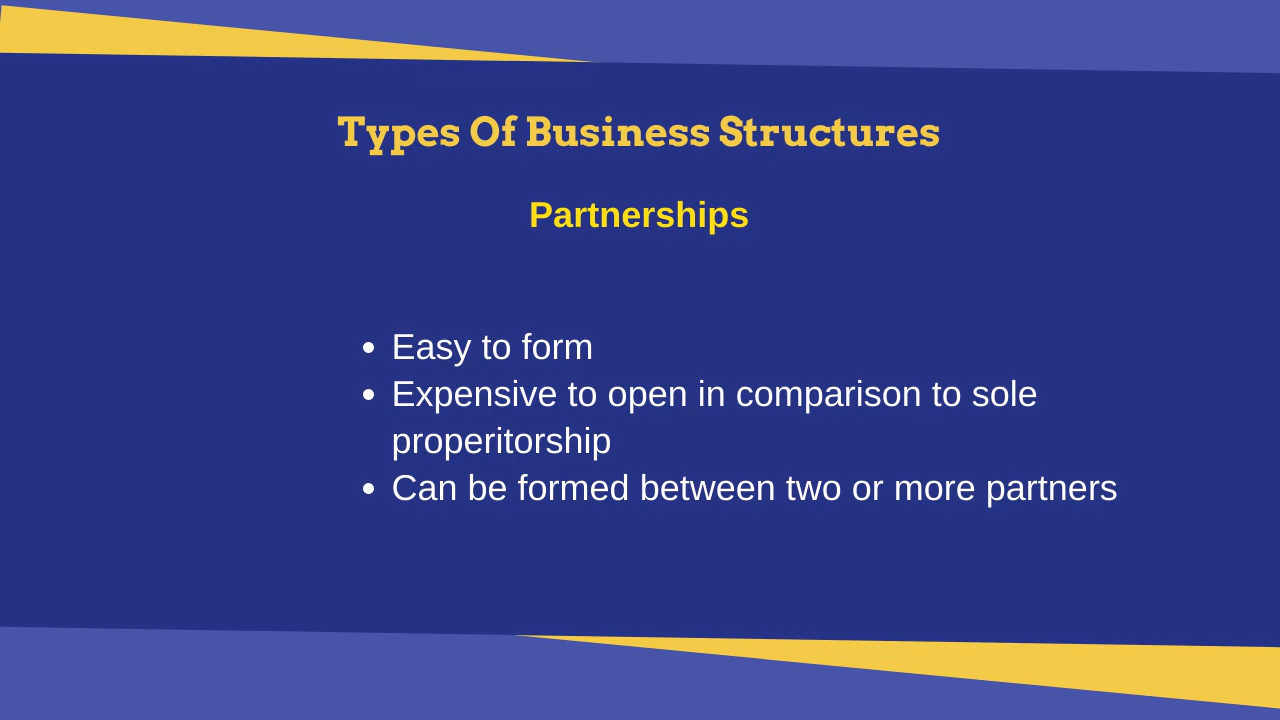 Types Of Business Structures
Partnerships
• Easy to form
• Expensive to open in comparison to sole
properitorship
• Can be formed between two or more partners